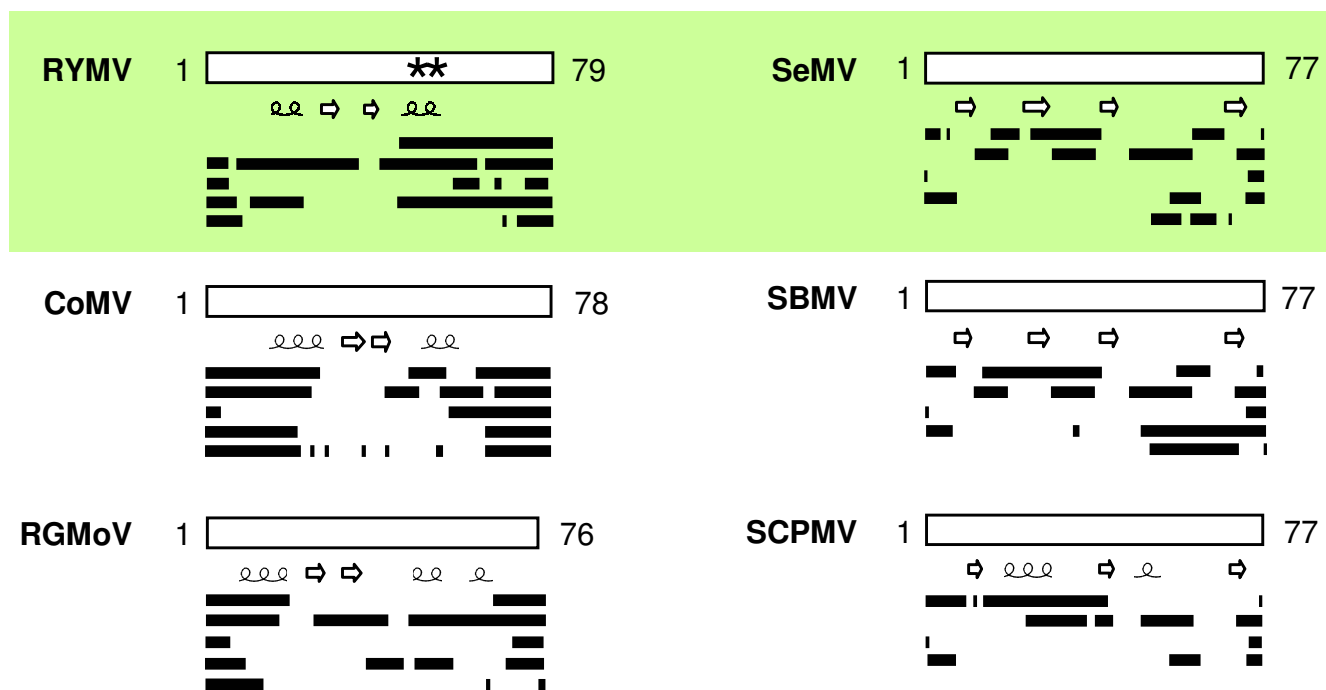 RYMV 1 ** 79
SeMV 1 77
CoMV 1 78
SBMV 1 77
RGMoV 1 76
SCPMV 1 77